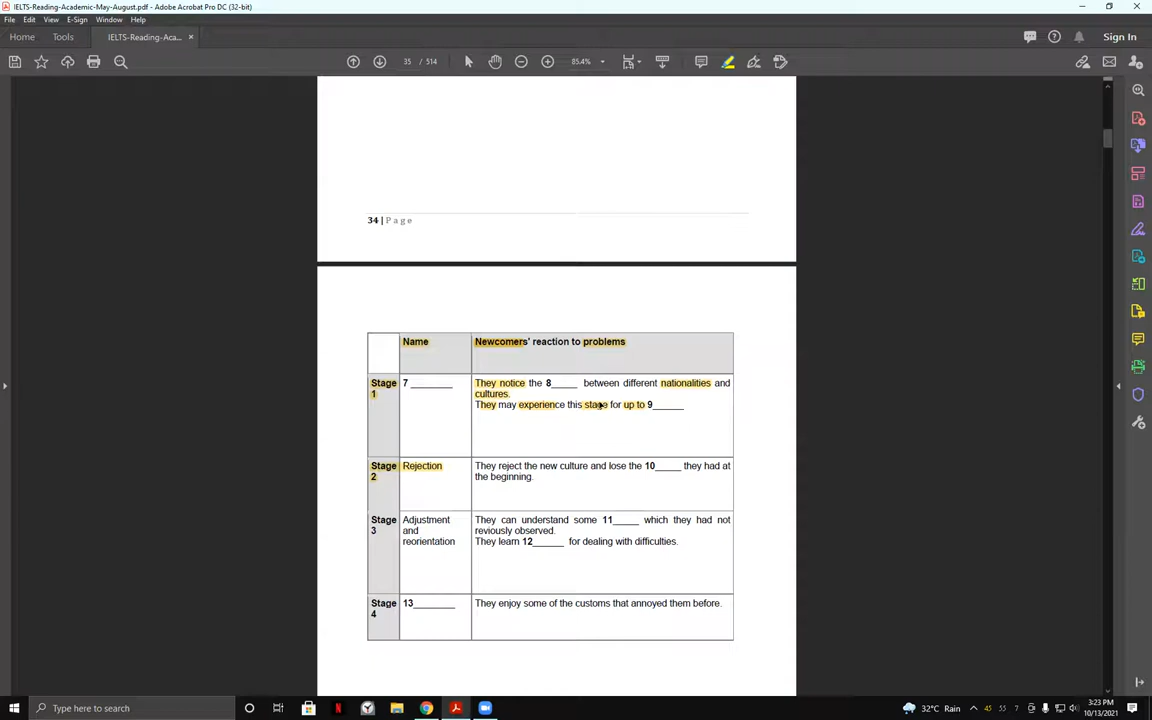 IELTS-Reading-Academic-May-August.pdf - Adobe Acrobat Pro DC (32-bit)
File Edit View E-Sign Window Help
Home Tools IELTS-Reading-Aca... × Sign In
35 / 514 85.4%
34 | P a g e
Name Newcomers' reaction to problems
Stage 7 ________ They notice the 8_____ between different nationalities and
1 cultures.
They may experience this stage for up to 9______
Stage Rejection They reject the new culture and lose the 10_____ they had at
2 the beginning.
Stage Adjustment They can understand some 11_____ which they had not
3 and reviously observed.
reorientation They learn 12______ for dealing with difficulties.
Stage 13________ They enjoy some of the customs that annoyed them before.
4
Type here to search
32°C Rain 45 55 7 3:23 PM
10/13/2021